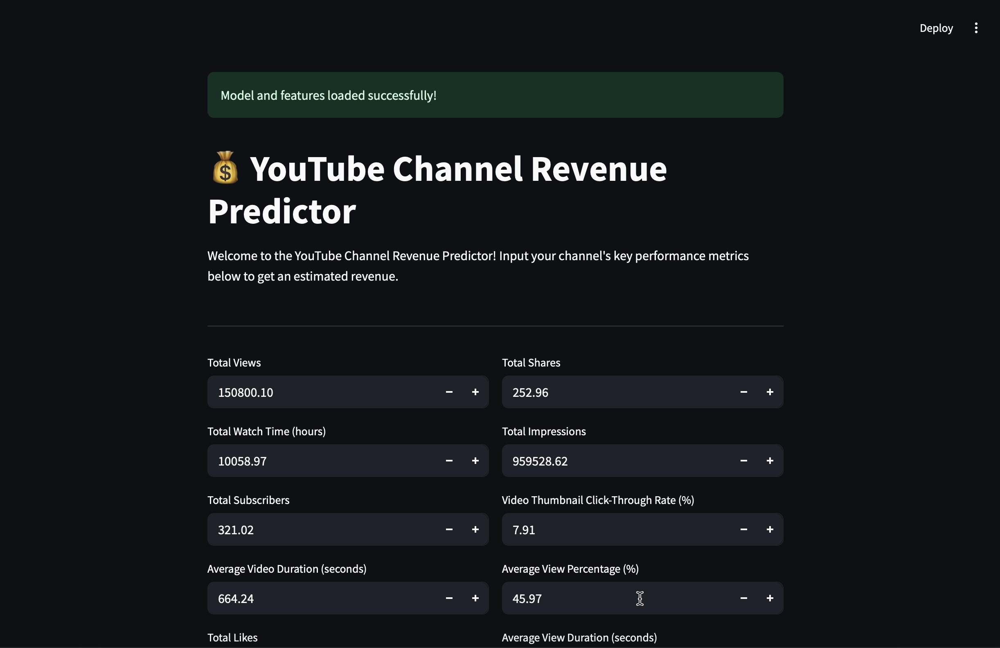 Deploy
Model and features loaded successfully!
💰 YouTube Channel Revenue
Predictor
Welcome to the YouTube Channel Revenue Predictor! Input your channel's key performance metrics
below to get an estimated revenue.
Total Views
Total Shares
150800.10
252.96
Total Watch Time (hours)
Total Impressions
10058.97
959528.62
Total Subscribers
Video Thumbnail Click-Through Rate (%)
321.02
7.91
Average Video Duration (seconds)
Average View Percentage (%)
664.24
45.97
Total Likes
Average View Duration (seconds)